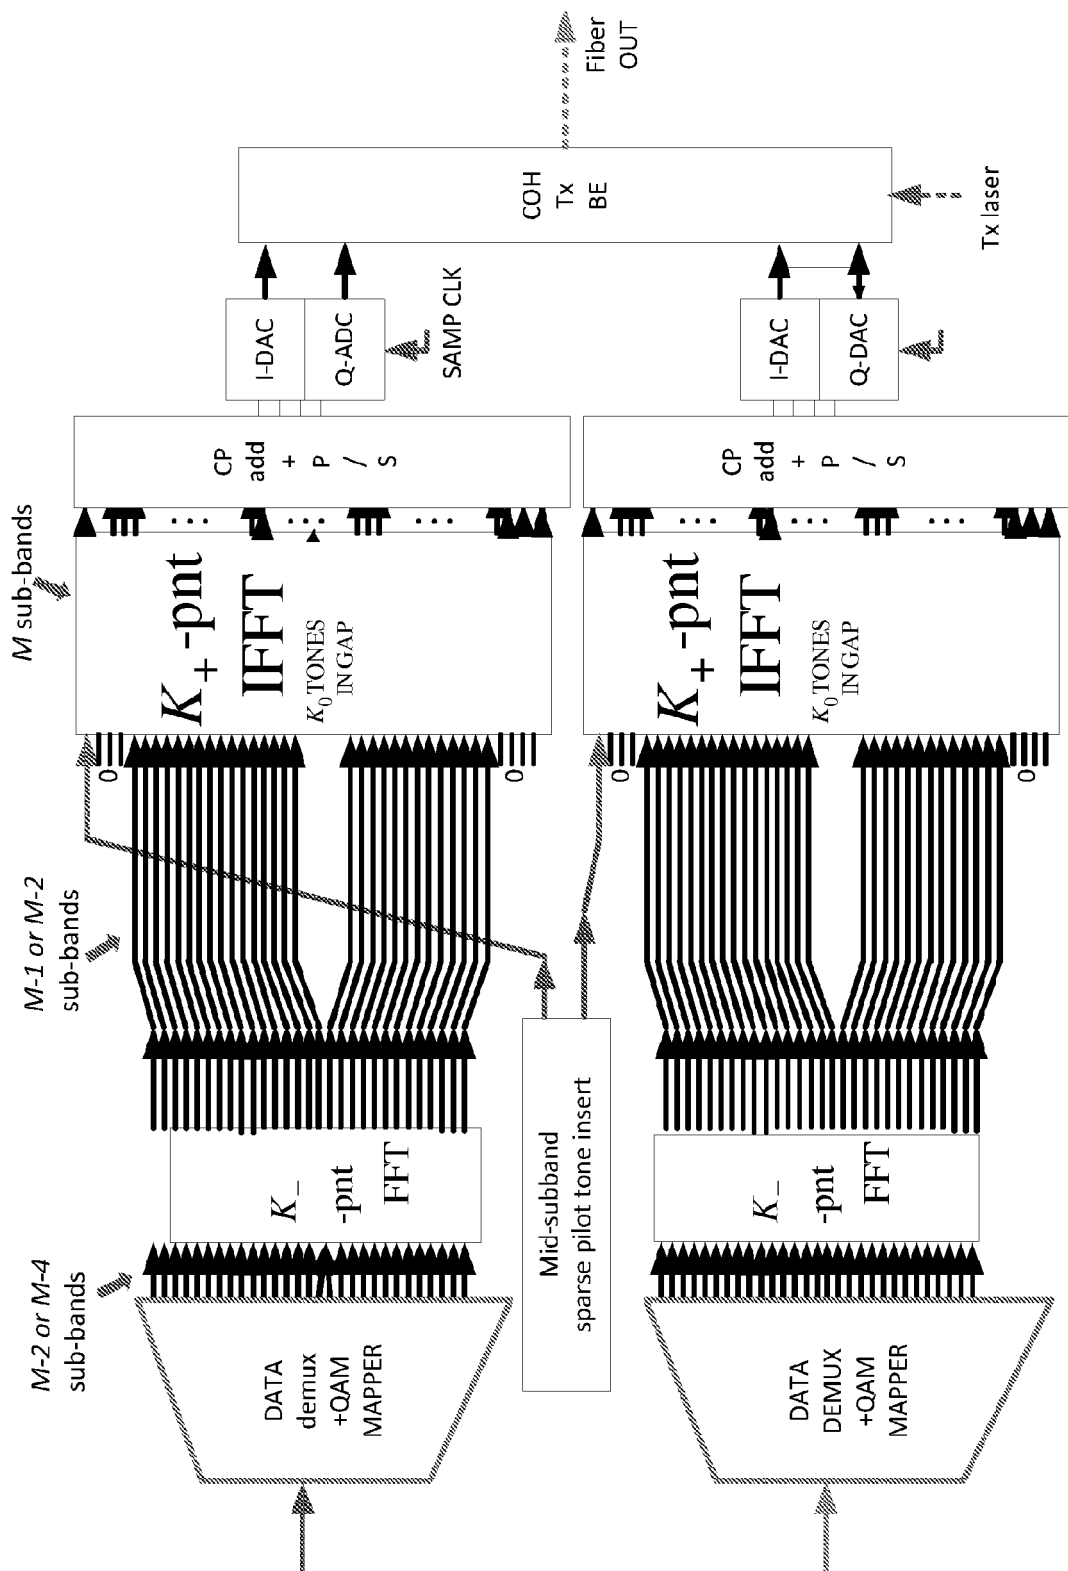 DATA
demux
+QAM
MAPPER
M-2 or M-4
sub-bands
K_
-pnt
FFT
M-1 or M-2
sub-bands
0
0
M sub-bands
K+-pnt
IFFT
K0 TONES
IN GAP
...
...
...
CP
add
+
P
/
S
I-DAC
Q-ADC
SAMP CLK
COH
Tx
BE
Fiber
OUT
Tx laser
Mid-subband
sparse pilot tone insert
DATA
DEMUX
+QAM
MAPPER
K_
-pnt
FFT
0
0
K+-pnt
IFFT
K0 TONES
IN GAP
...
...
...
CP
add
+
P
/
S
I-DAC
Q-DAC